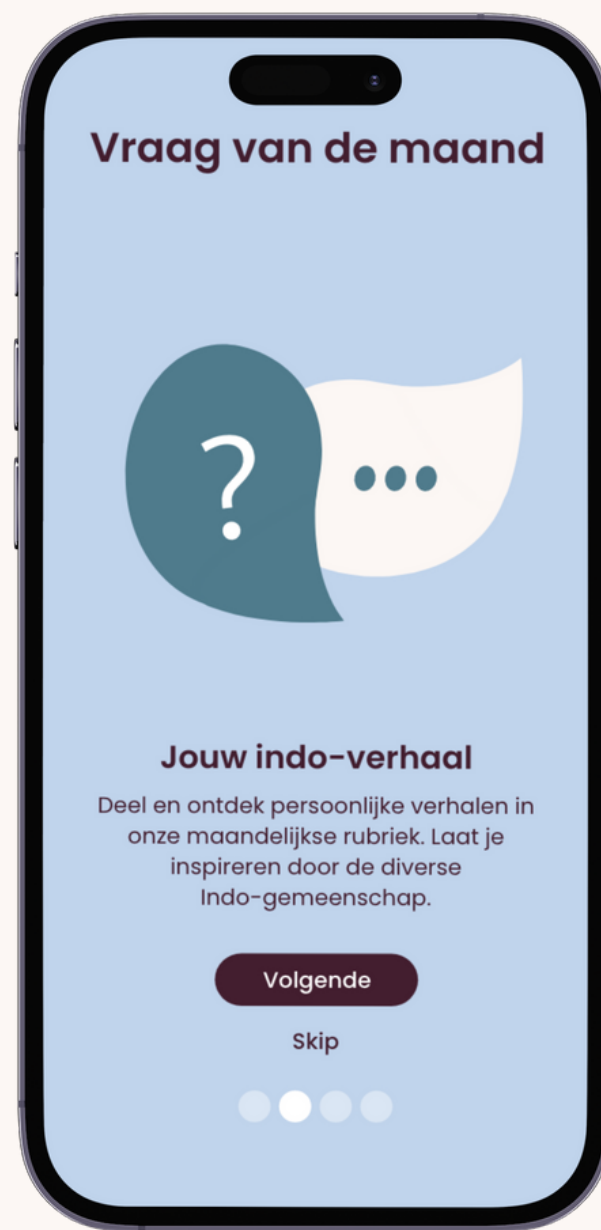 Vraag van de maand
?
Jouw indo-verhaal
Deel en ontdek persoonlijke verhalen in
onze maandelijkse rubriek. Laat je
inspireren door de diverse
Indo-gemeenschap.
Volgende
Skip